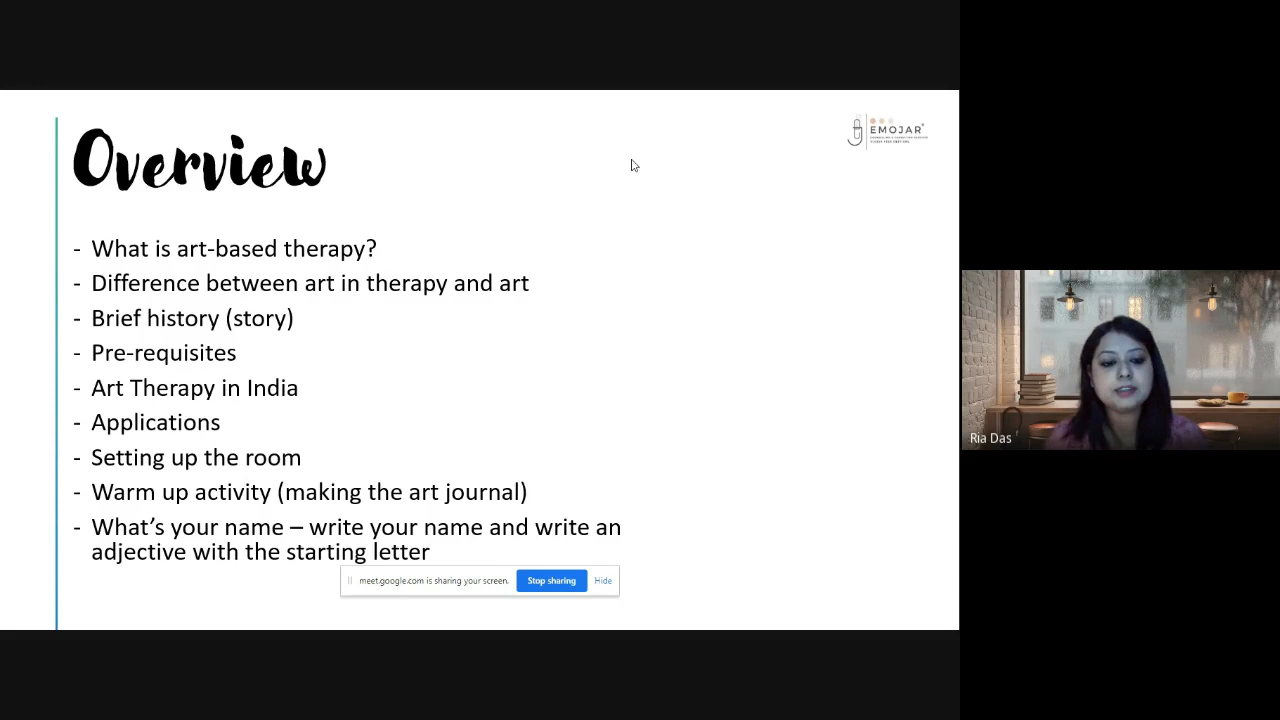 Overview
EMOJAR
- What is art-based therapy?
- Difference between art in therapy and art
- Brief history (story)
- Pre-requisites
- Art Therapy in India
- Applications
- Setting up the room
- Warm up activity (making the art journal)
- What’s your name – write your name and write an
adjective with the starting letter
meet.google.com is sharing your screen. Stop sharing Hide
Ria Das